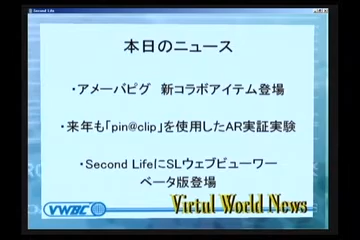 Second Life
本日のニュース
・アメーバピグ 新コラボアイテム登場
・来年も「pin@clip」を使用したAR実証実験
・Second LifeにSLウェブビューワー
ベータ版登場
VWBC
Virtul World News